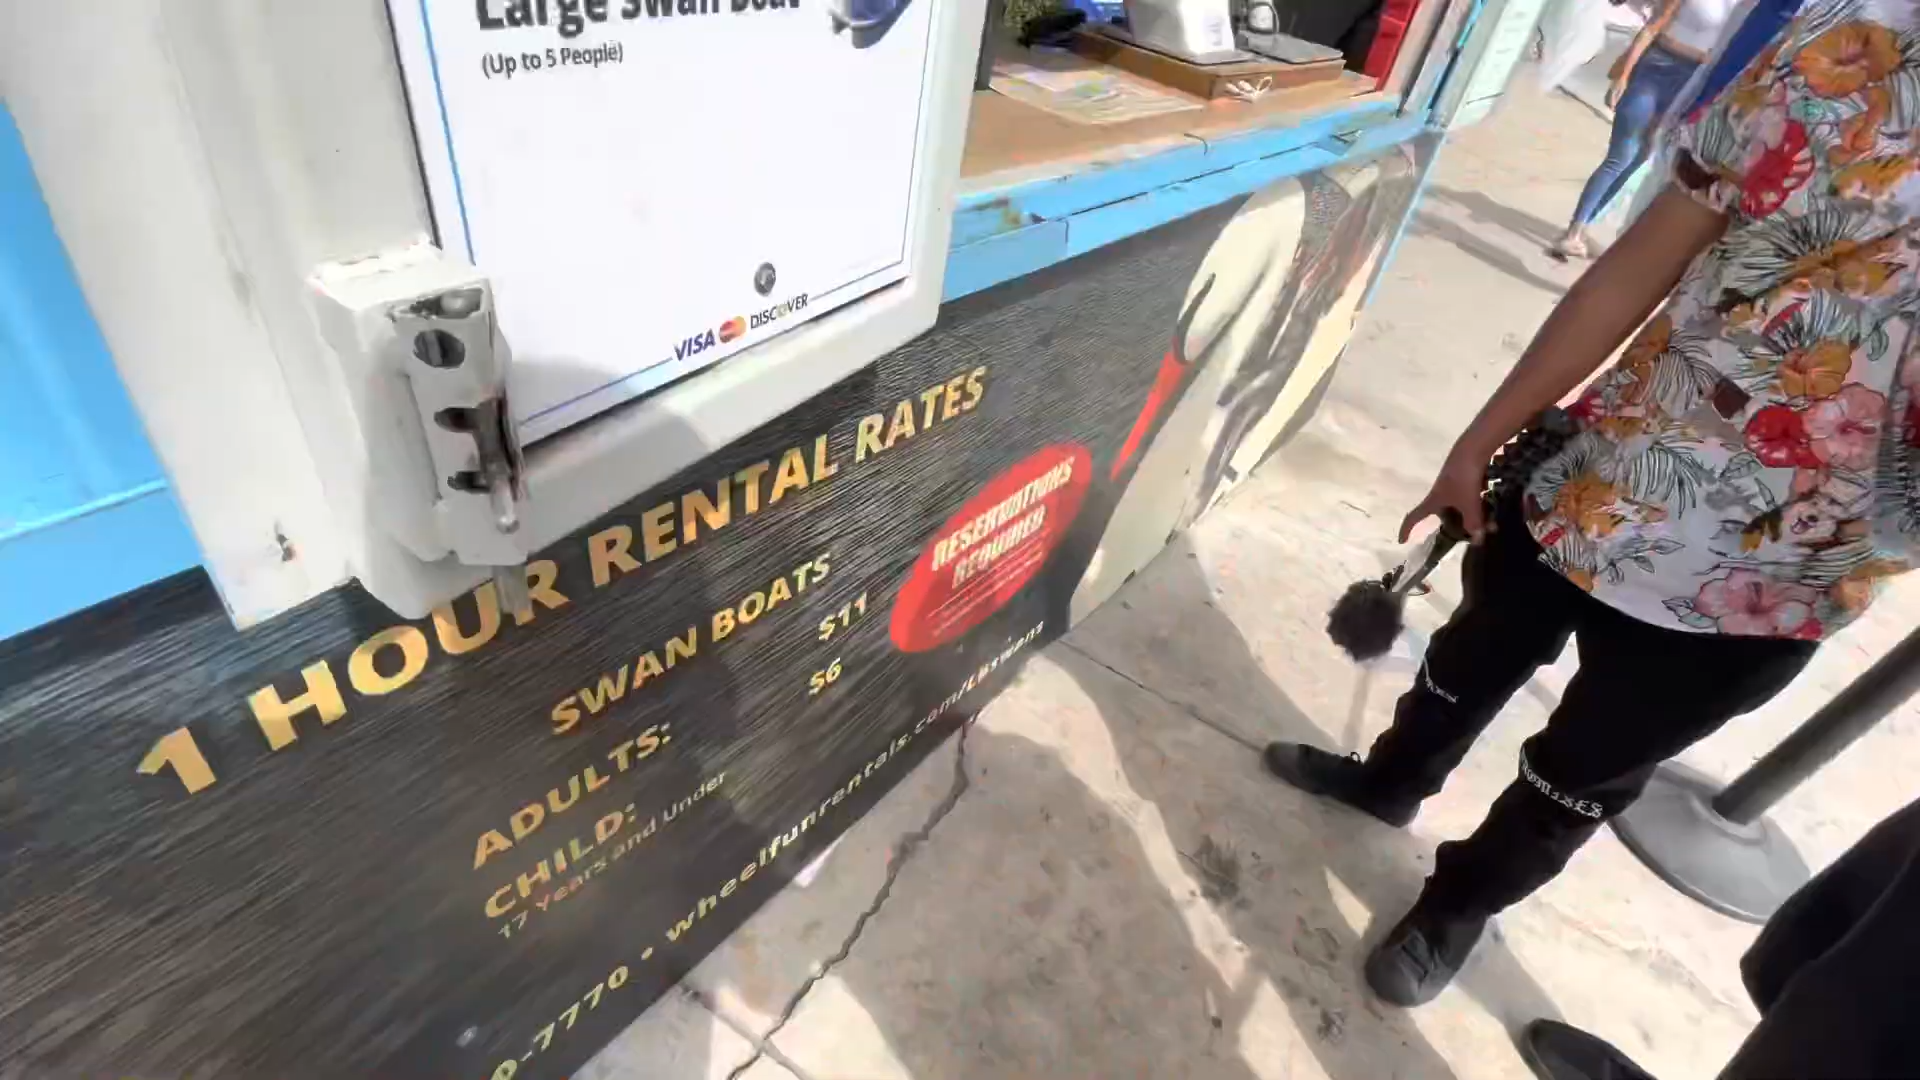 Large Swan Boat
(Up to 5 People)
VISA DISCOVER
1 HOUR RENTAL RATES
SWAN BOATS
ADULTS: $11
CHILD: $6
17 Years and Under
RESERVATIONS
REQUIRED
0-7770 • wheelfunrentals.com/LBswans